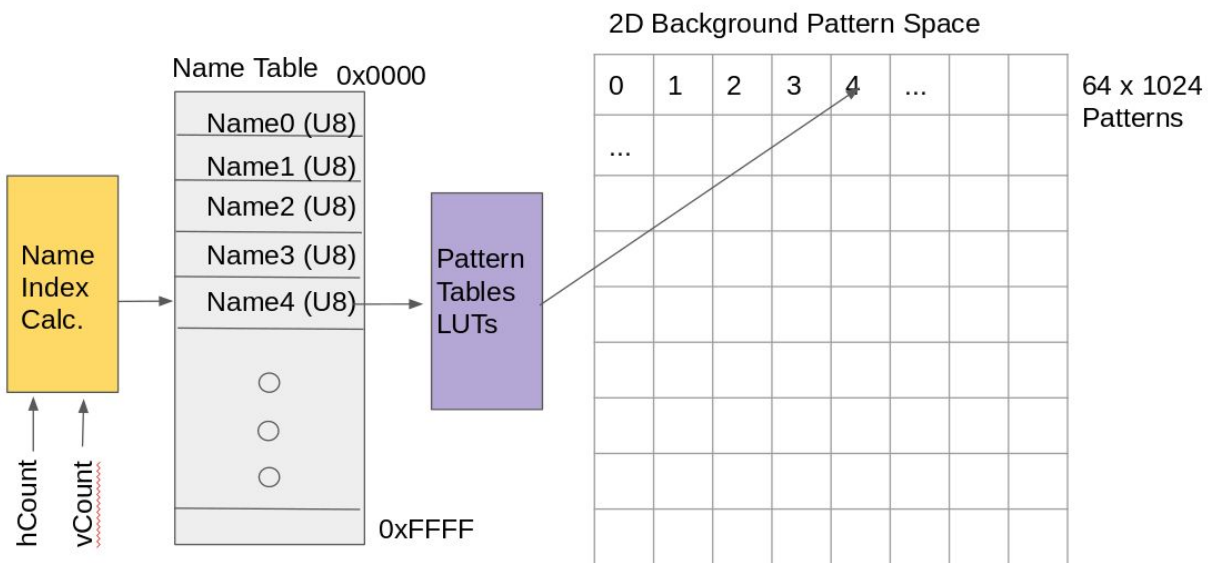 2D Background Pattern Space
Name Table 0x0000
0 1 2 3 4 ...
64 x 1024
Patterns
...
Name0 (U8)
Name1 (U8)
Name2 (U8)
Name3 (U8)
Name4 (U8)
Name
Index
Calc.
Pattern
Tables
LUTs
hCount
vCount
0xFFFF